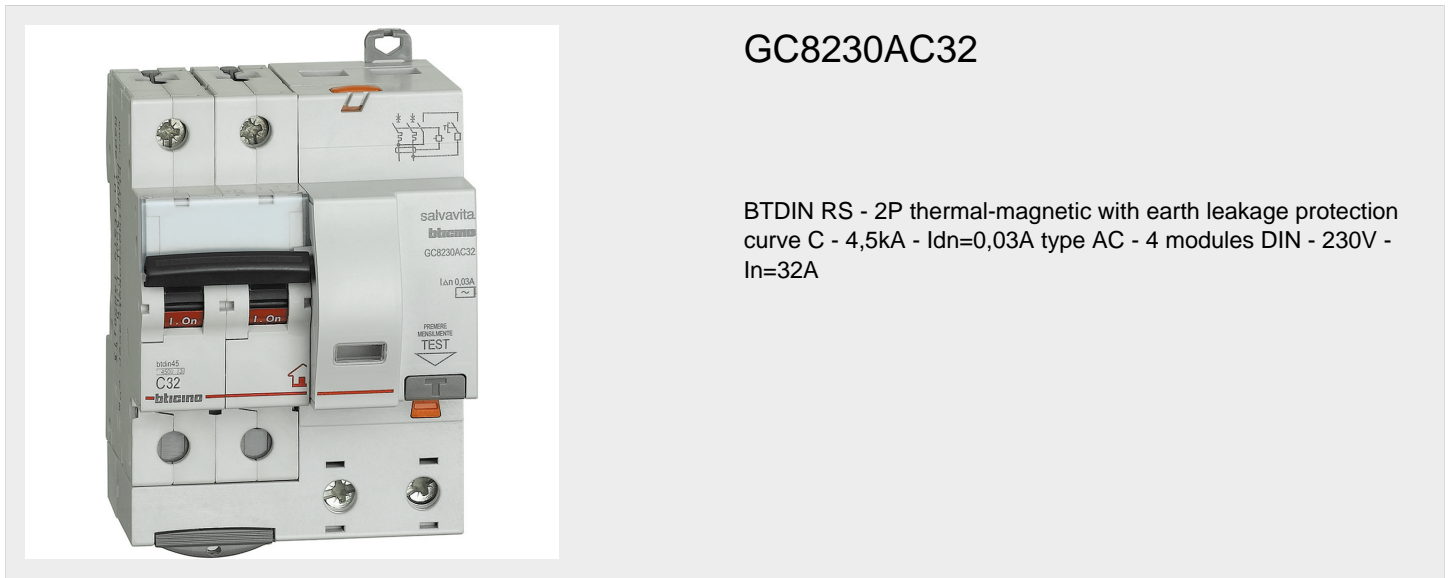 GC8230AC32
BTDIN RS - 2P thermal-magnetic with earth leakage protection
curve C - 4,5kA - Idn=0,03A type AC - 4 modules DIN - 230V -
In=32A
salvavita
bticino
GC8230AC32
I∆n 0,03A
I . On
I . On
PREMERE
MENSILMENTE
TEST
T
btdin45
C32
bticino